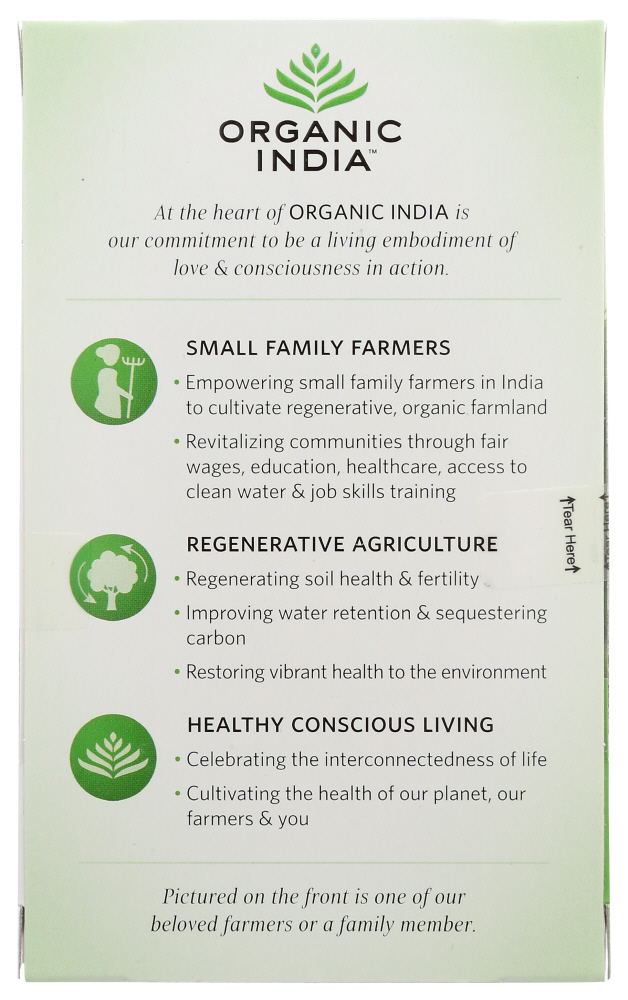 ORGANIC
INDIA™
At the heart of ORGANIC INDIA is
our commitment to be a living embodiment of
love & consciousness in action.
SMALL FAMILY FARMERS
• Empowering small family farmers in India
to cultivate regenerative, organic farmland
• Revitalizing communities through fair
wages, education, healthcare, access to
clean water & job skills training
↑Tear Here↑
REGENERATIVE AGRICULTURE
• Regenerating soil health & fertility
• Improving water retention & sequestering
carbon
• Restoring vibrant health to the environment
HEALTHY CONSCIOUS LIVING
• Celebrating the interconnectedness of life
• Cultivating the health of our planet, our
farmers & you
Pictured on the front is one of our
beloved farmers or a family member.